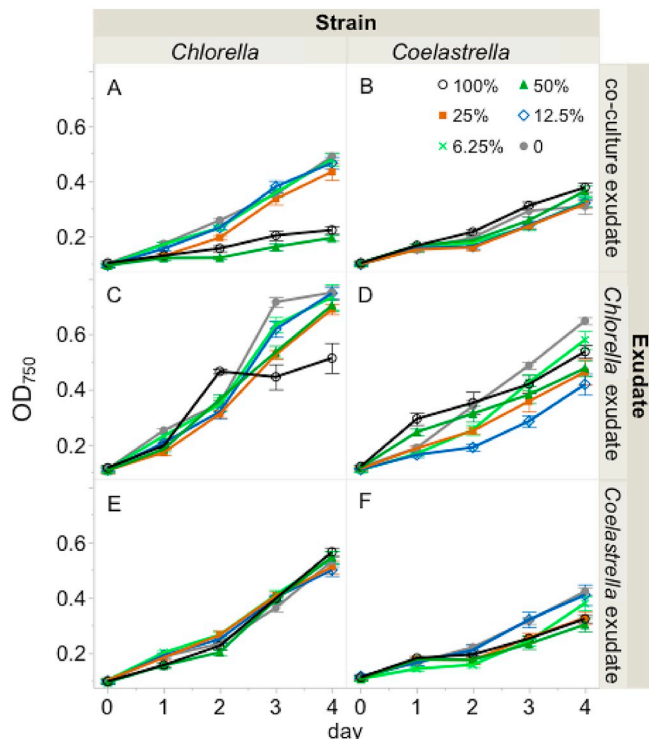 Strain
Chlorella
Coelastrella
A
B
100%
50%
25%
12.5%
6.25%
0
0.6
0.4
0.2
co-culture exudate
C
D
0.6
0.4
0.2
OD750
Chlorella exudate
Exudate
E
F
0.6
0.4
0.2
Coelastrella exudate
0 1 2 3 4
0 1 2 3 4
day